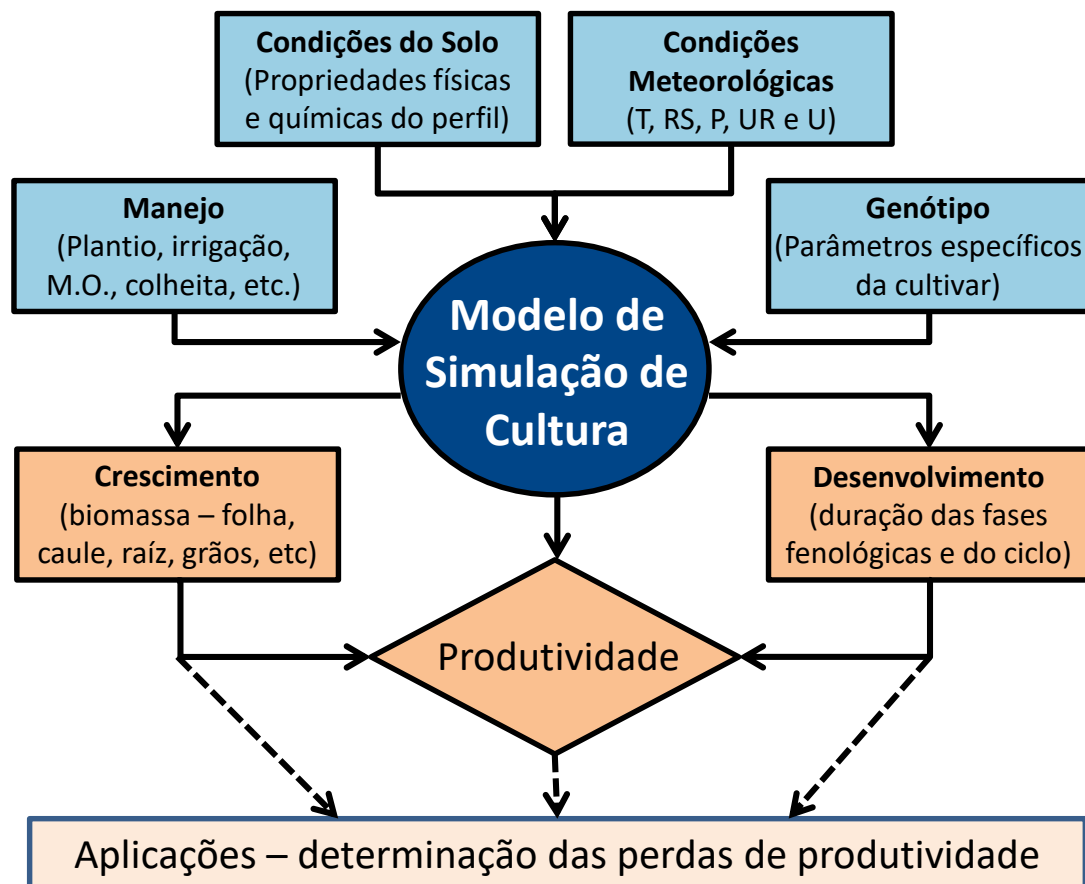 Condições do Solo
(Propriedades físicas
e químicas do perfil)
Condições
Meteorológicas
(T, RS, P, UR e U)
Manejo
(Plantio, irrigação,
M.O., colheita, etc.)
Genótipo
(Parâmetros específicos
da cultivar)
Modelo de
Simulação de
Cultura
Crescimento
(biomassa – folha,
caule, raíz, grãos, etc)
Desenvolvimento
(duração das fases
fenológicas e do ciclo)
Produtividade
Aplicações – determinação das perdas de produtividade